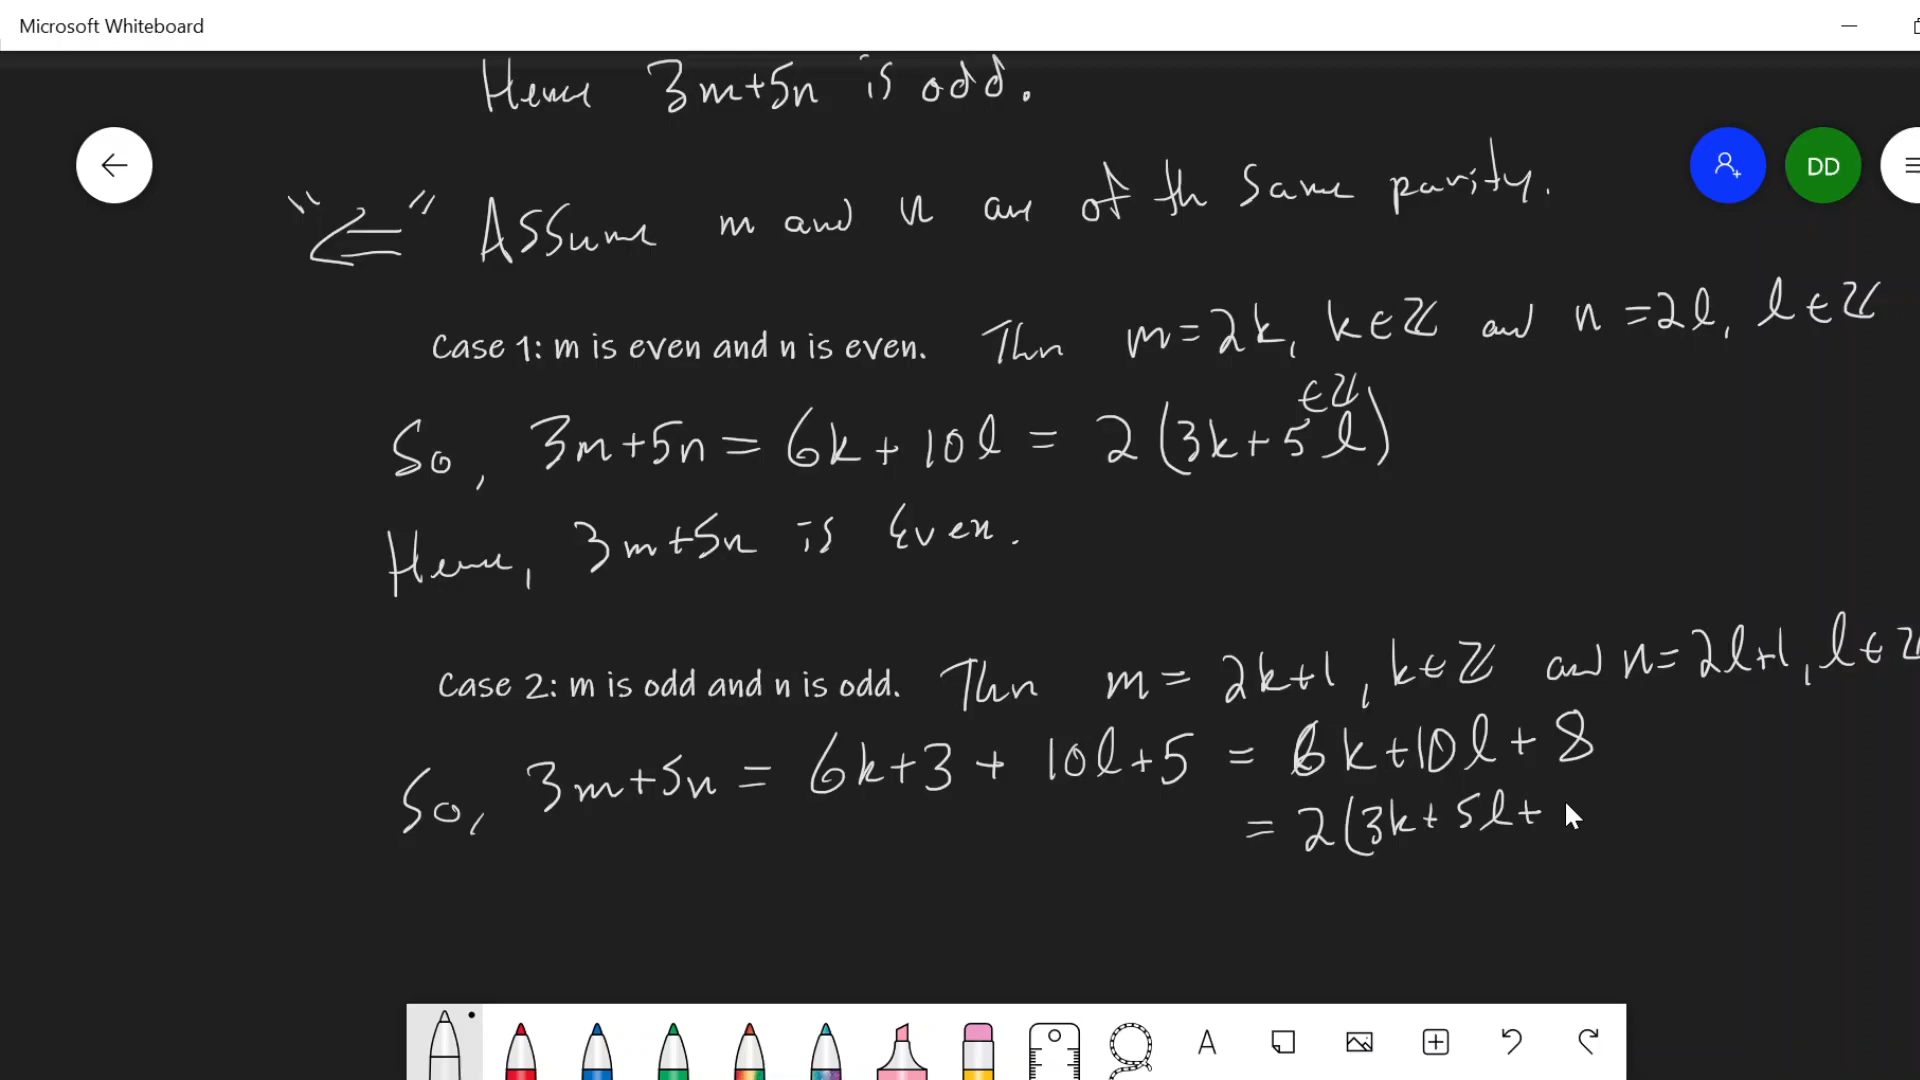 Microsoft Whiteboard
Hence 3m+5n is odd.
"⇐" Assume m and n are of the same parity.
Case 1: m is even and n is even. Then m=2k, k∈ℤ and n=2l, l∈ℤ
So, 3m+5n = 6k+10l = 2(3k+5l) ∈ℤ
Hence, 3m+5n is even.
Case 2: m is odd and n is odd. Then m = 2k+1, k∈ℤ and n=2l+1, l∈ℤ
So, 3m+5n = 6k+3 + 10l+5 = 6k+10l+8
= 2(3k+5l+
DD
A